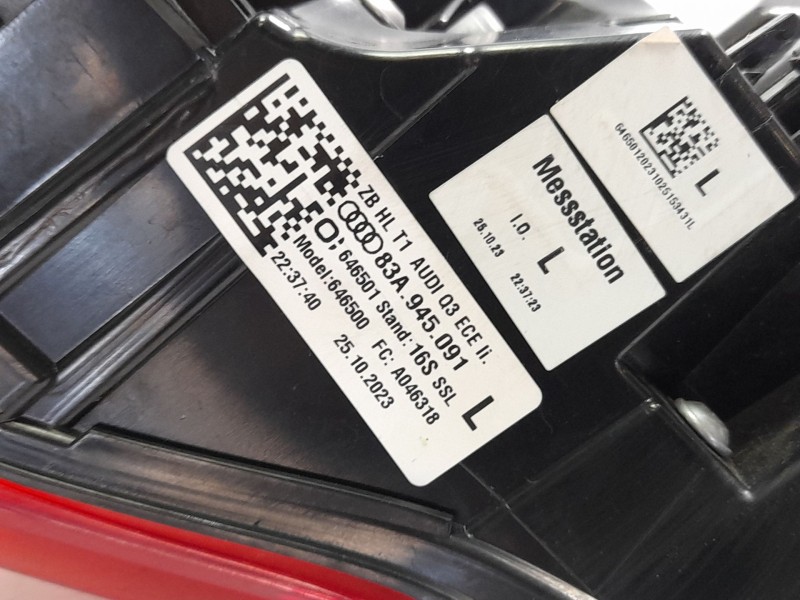 ZB HL T1 AUDI Q3 ECE li.
83A.945.091
646501 Stand: 16S SSL
Model:646500 FC: A046318
22:37:40 25.10.2023
L
Messstation
I.O. L
25.10.23 22:37:23
L
64650120231025153431L